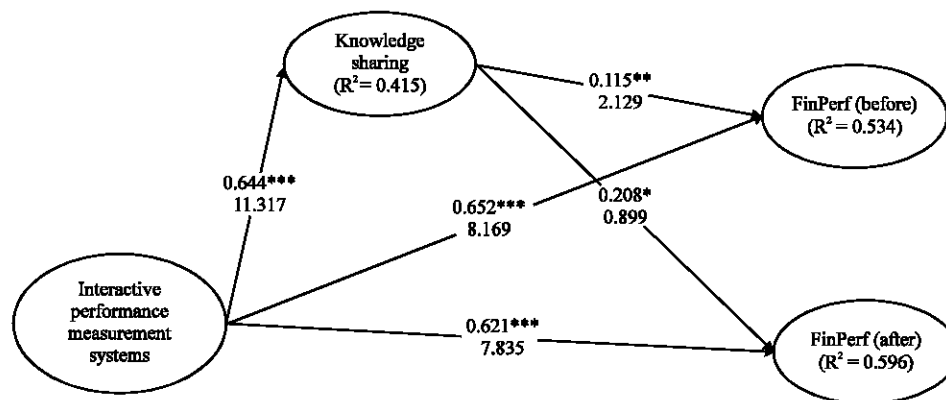 Knowledge
sharing
(R² = 0.415)
0.115**
2.129
FinPerf (before)
(R² = 0.534)
0.644***
11.317
0.652***
8.169
0.208*
0.899
Interactive
performance
measurement
systems
0.621***
7.835
FinPerf (after)
(R² = 0.596)